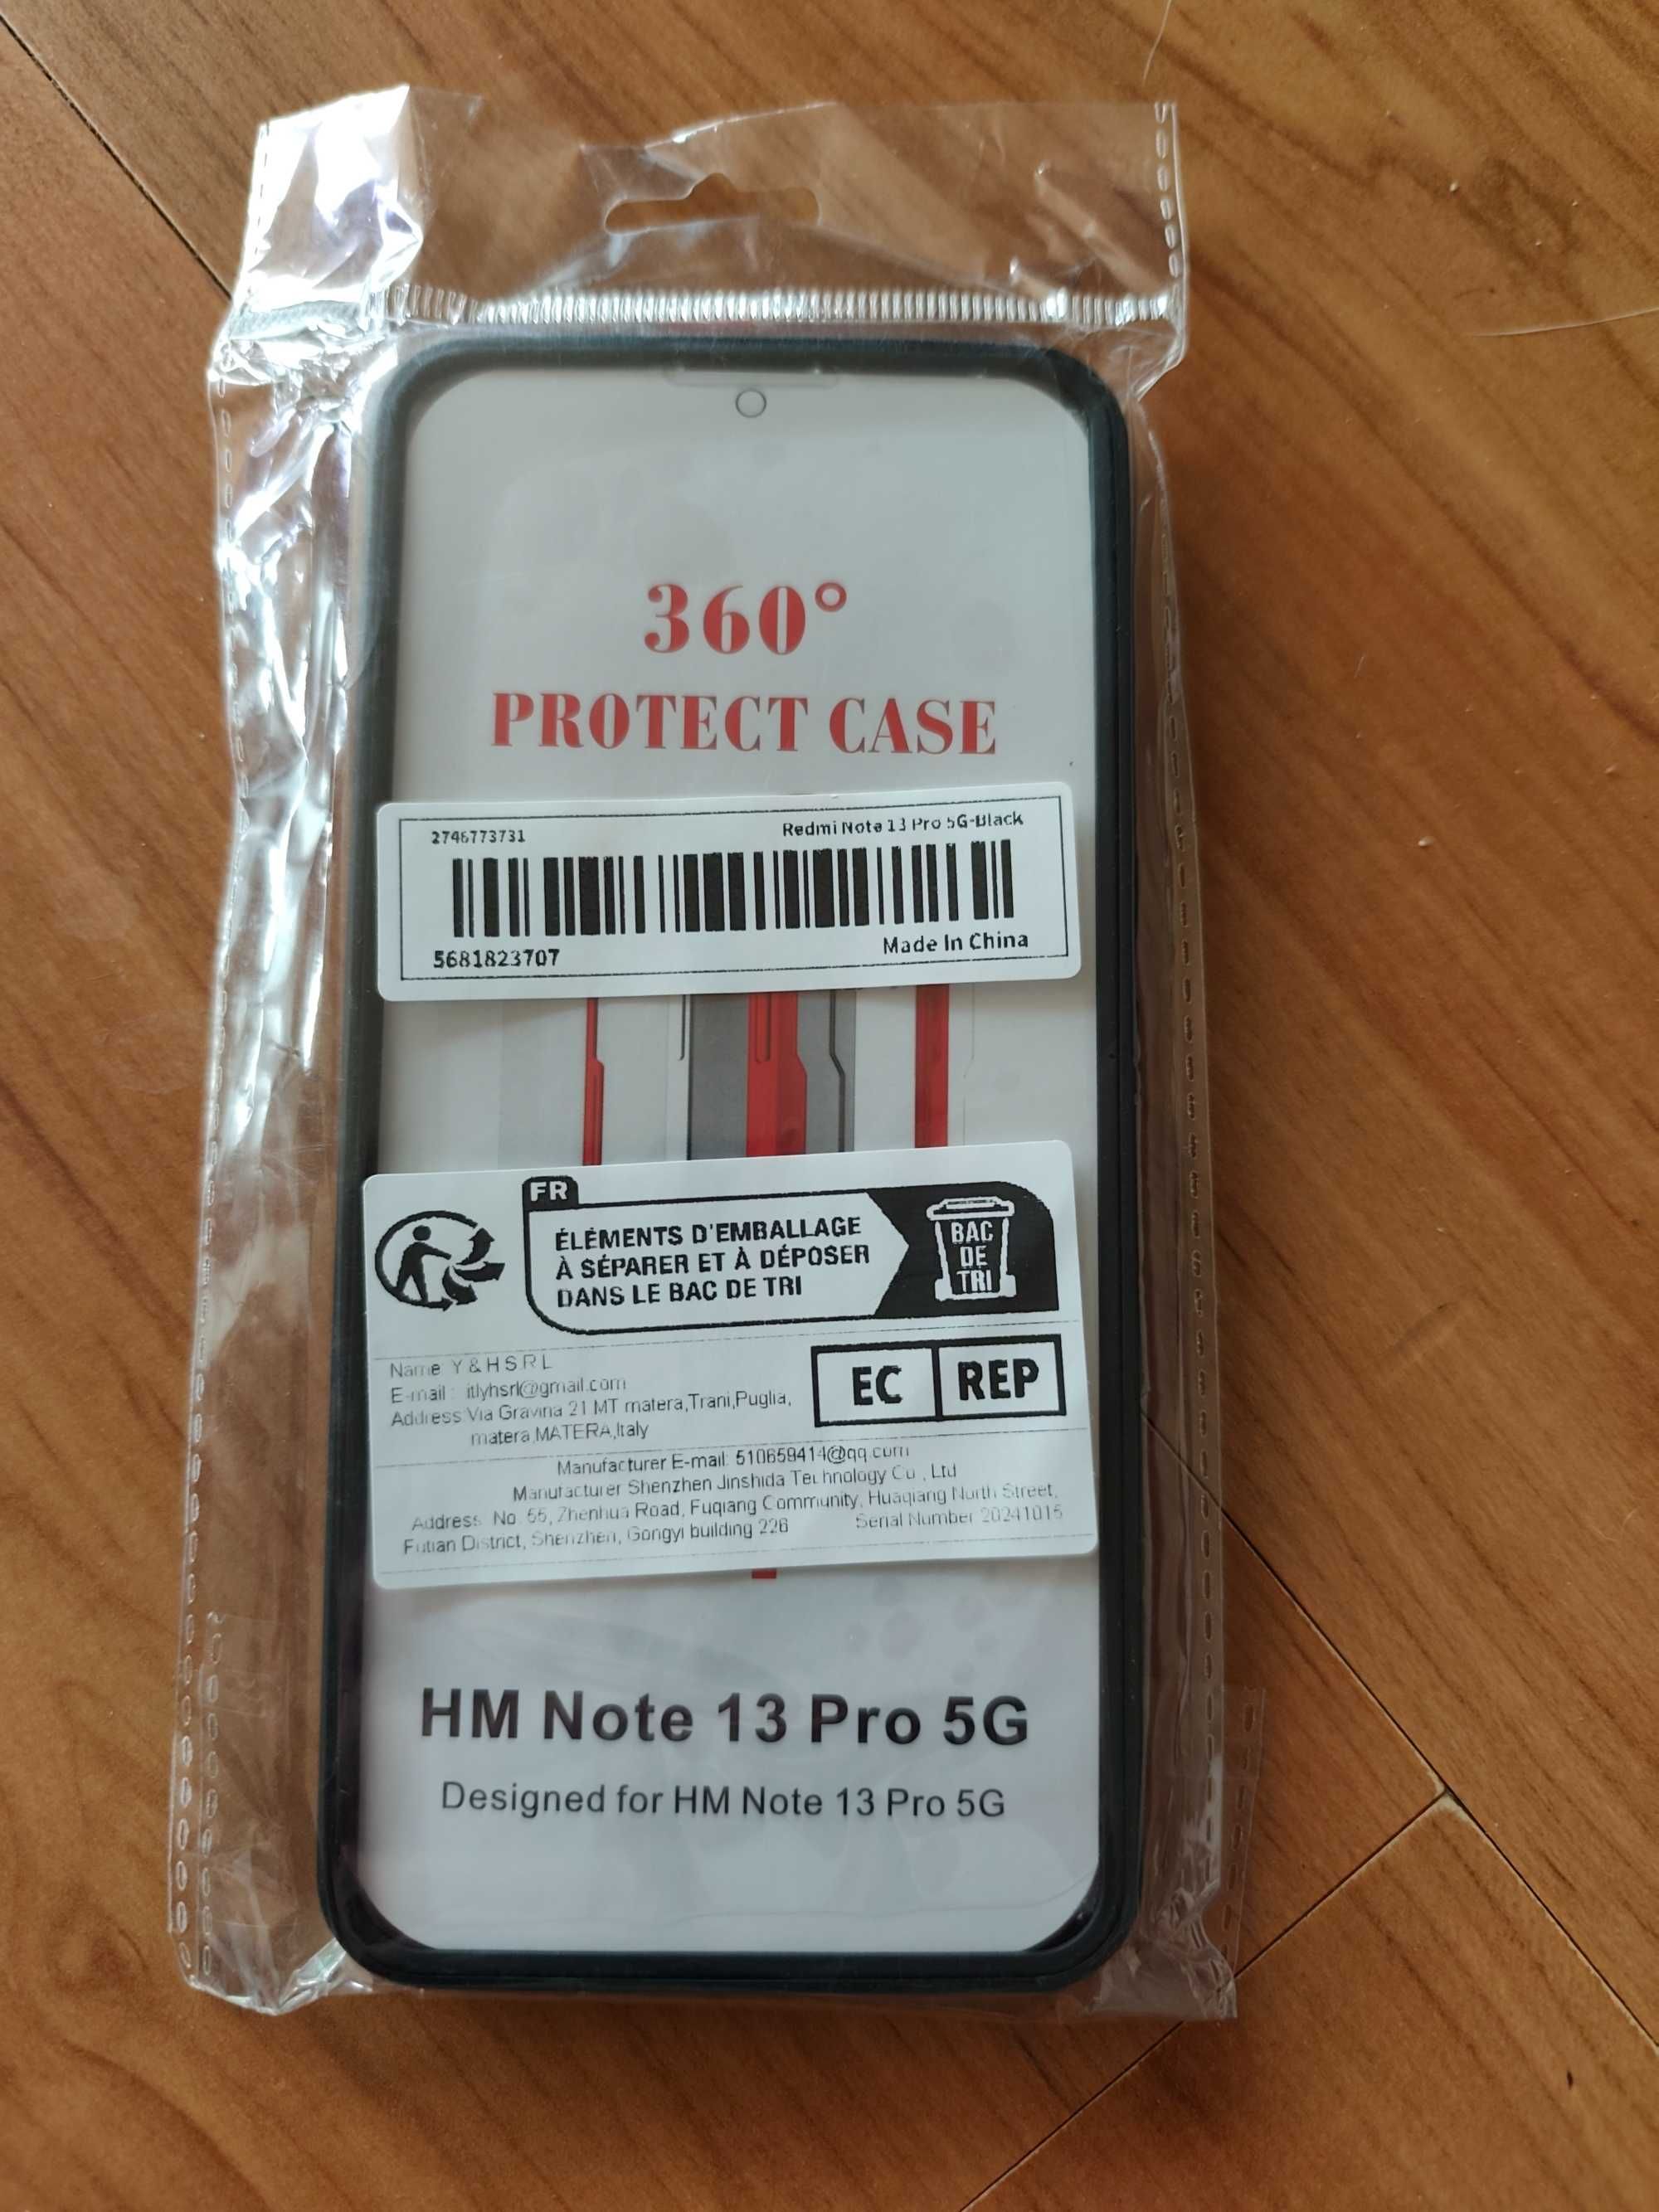 360°
PROTECT CASE
2746773731
Redmi Note 13 Pro 5G-Black
5681823707
Made In China
FR
ÉLÉMENTS D'EMBALLAGE
À SÉPARER ET À DÉPOSER
DANS LE BAC DE TRI
BAC
DE
TRI
Name Y & H S R L
E-mail : itlyhsrl@gmail.com
Address Via Gravina 21 MT matera,Trani,Puglia,
matera,MATERA,Italy
EC REP
Manufacturer E-mail: 510659414@qq.com
Manufacturer Shenzhen Jinshida Technology Co., Ltd
Address: No. 55, Zhenhua Road, Fuqiang Community, Huaqiang North Street,
Futian District, Shenzhen, Gongyi building 226
Serial Number 20241015
HM Note 13 Pro 5G
Designed for HM Note 13 Pro 5G